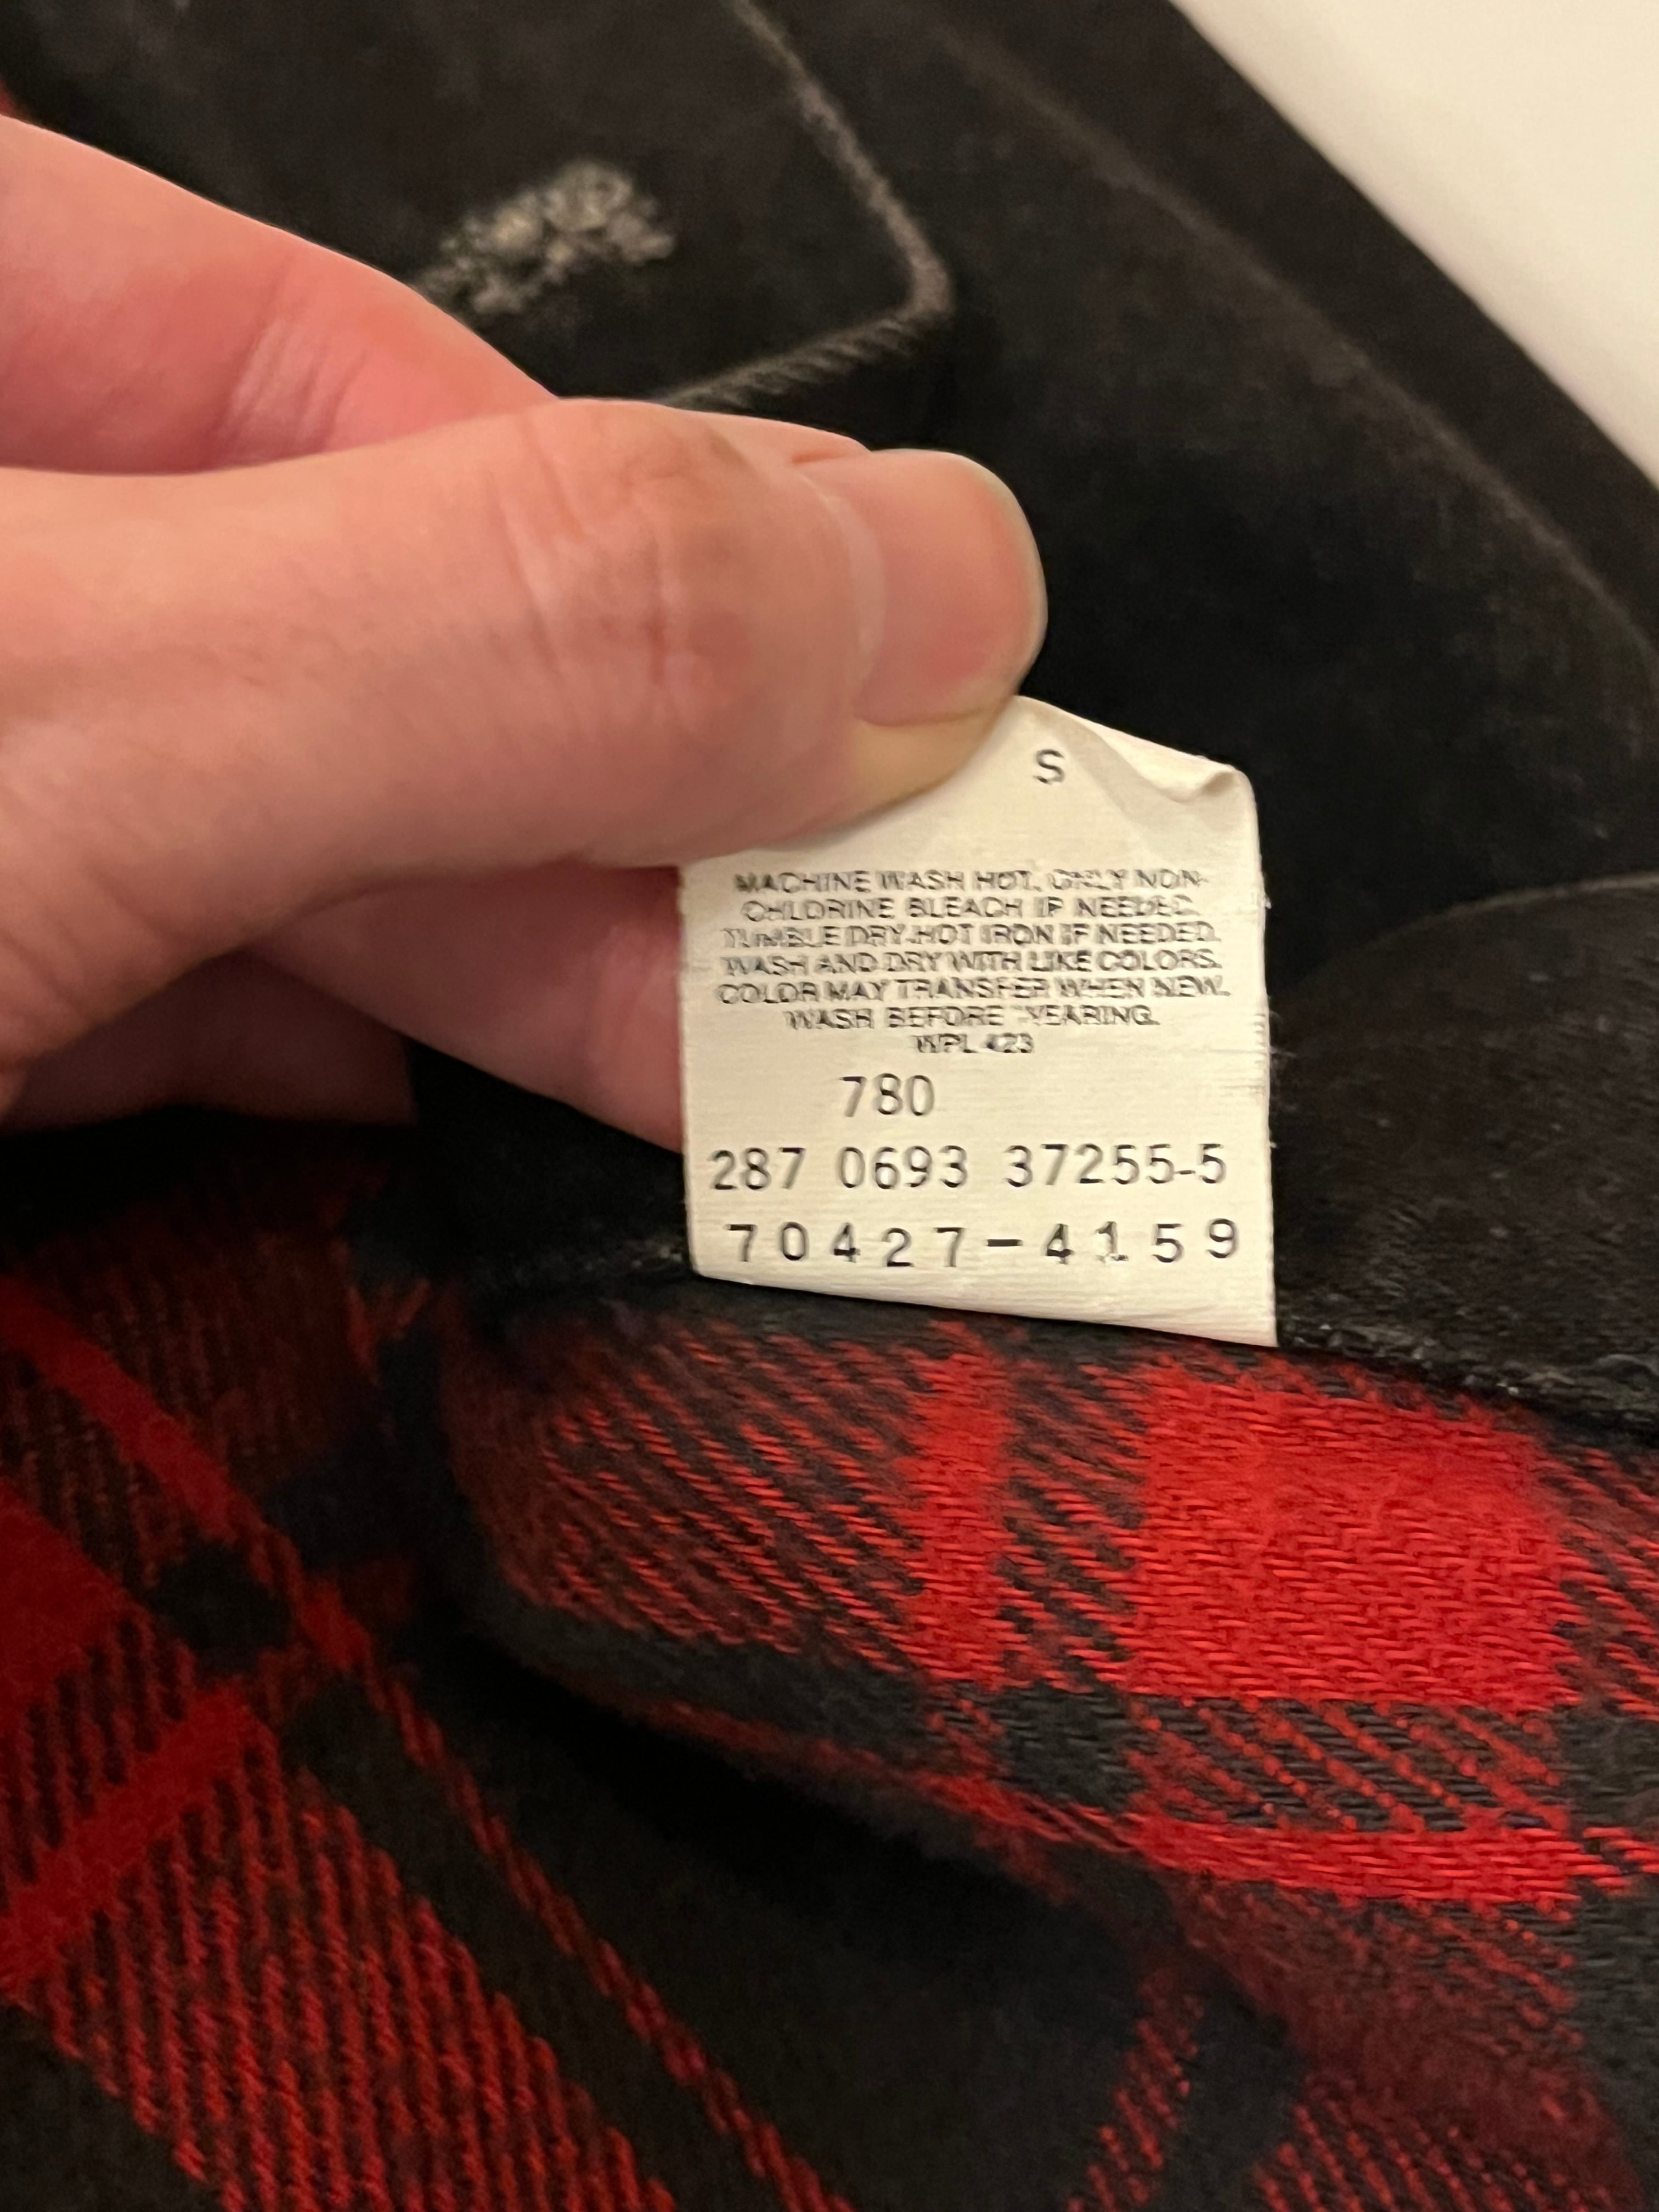 S
MACHINE WASH HOT. ONLY NON-
CHLORINE BLEACH IF NEEDED.
TUMBLE DRY-HOT IRON IF NEEDED.
WASH AND DRY WITH LIKE COLORS.
COLOR MAY TRANSFER WHEN NEW.
WASH BEFORE WEARING.
WPL 423
780
287 0693 37255-5
70427-4159